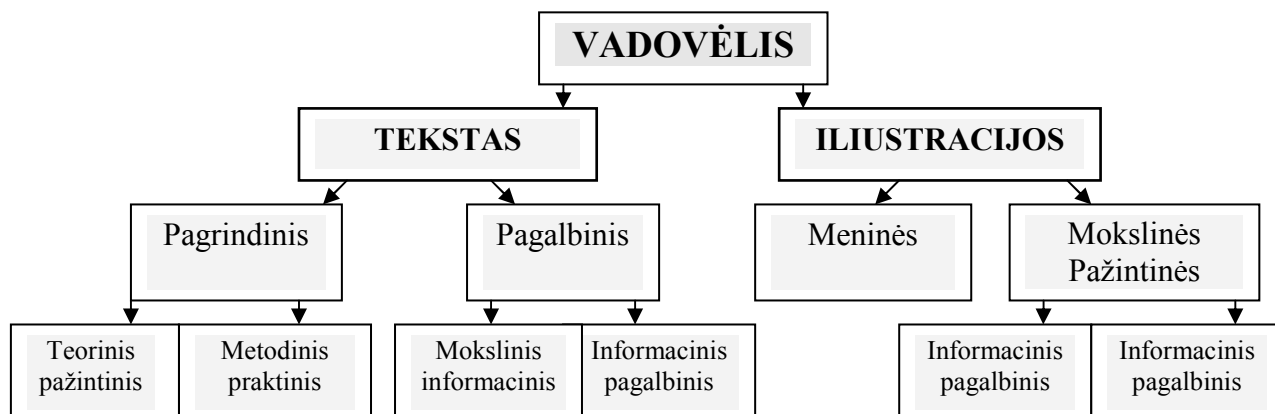 VADOVĖLIS
TEKSTAS
ILIUSTRACIJOS
Pagrindinis
Pagalbinis
Meninės
Mokslinės
Pažintinės
Teorinis
pažintinis
Metodinis
praktinis
Mokslinis
informacinis
Informacinis
pagalbinis
Informacinis
pagalbinis
Informacinis
pagalbinis